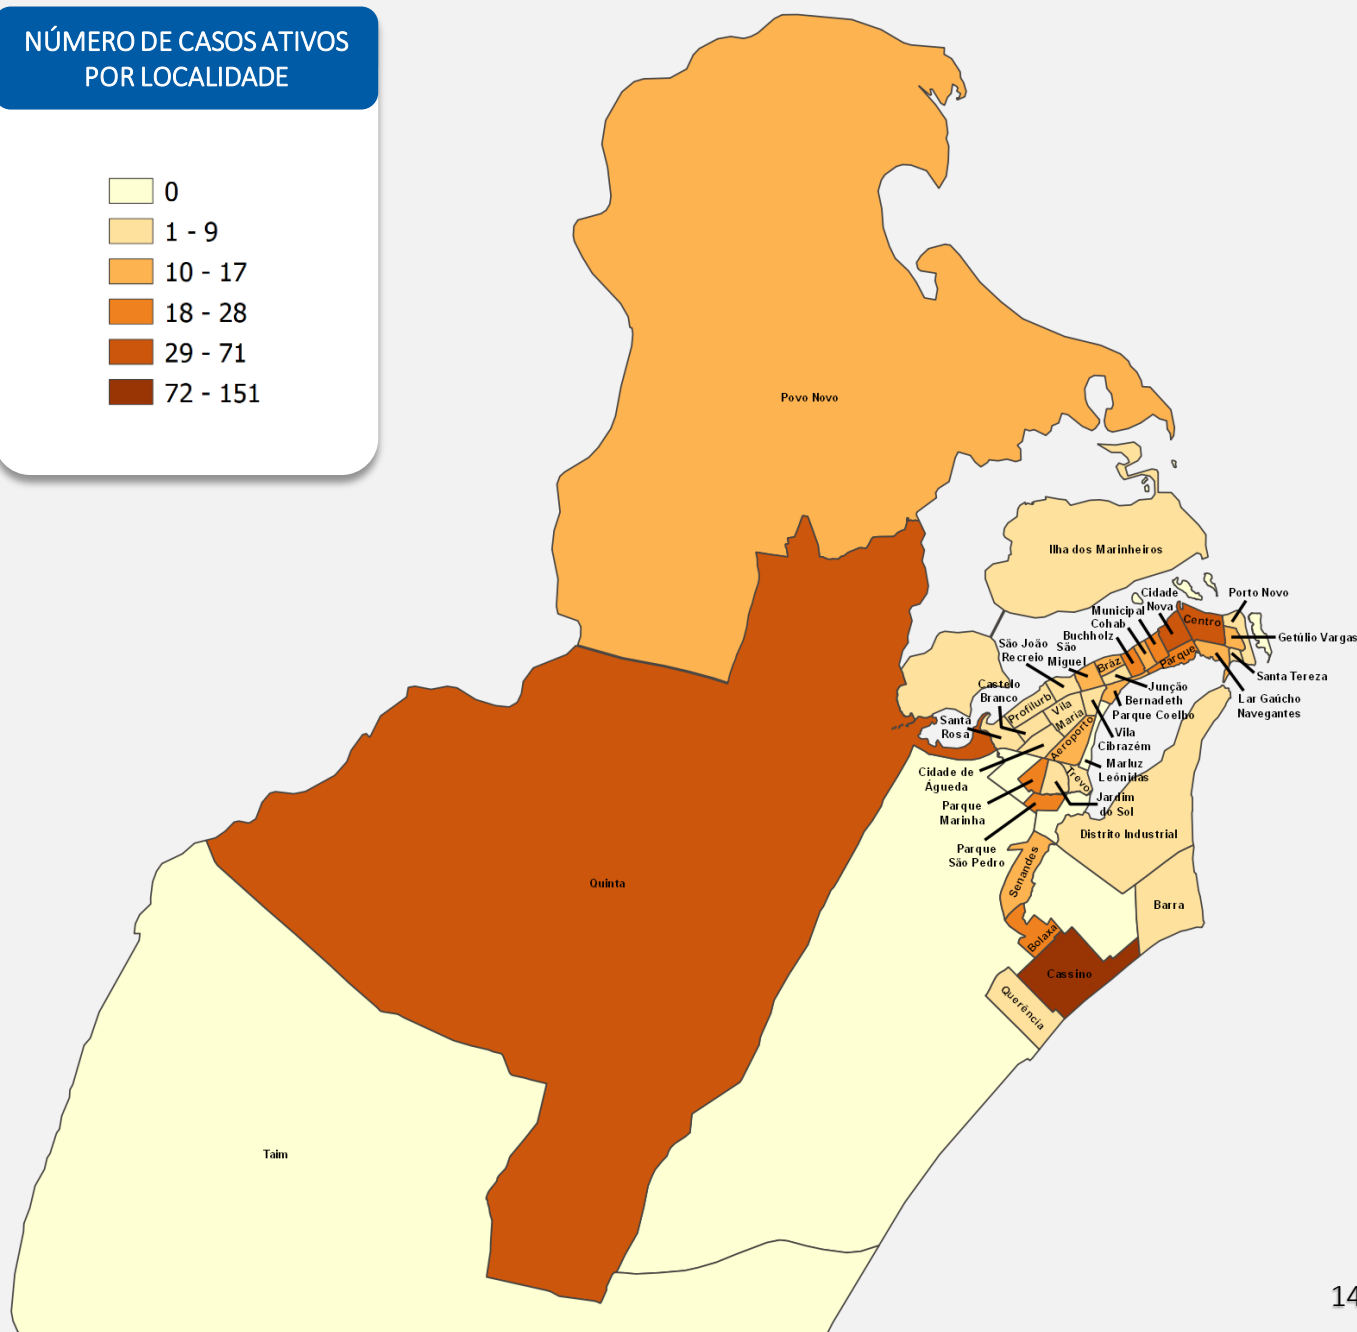 NÚMERO DE CASOS ATIVOS
POR LOCALIDADE
0
1 - 9
10 - 17
18 - 28
29 - 71
72 - 151
Povo Novo
Ilha dos Marinheiros
Cidade
Nova
Porto Novo
Municipal
Cohab
Buchholz
Centro
Getúlio Vargas
São João
Recreio
São
Miguel
Bráz
Parque
Santa Tereza
Castelo
Branco
Junção
Bernadeth
Parque Coelho
Lar Gaúcho
Navegantes
Profilurb
Vila
Maria
Santa
Rosa
Aeroporto
Vila
Cibrazém
Cidade de
Águeda
Marluz
Leónidas
Trevo
Parque
Marinha
Jardim
do Sol
Distrito Industrial
Parque
São Pedro
Senandes
Quinta
Barra
Bolaxa
Cassino
Querência
Taim
14